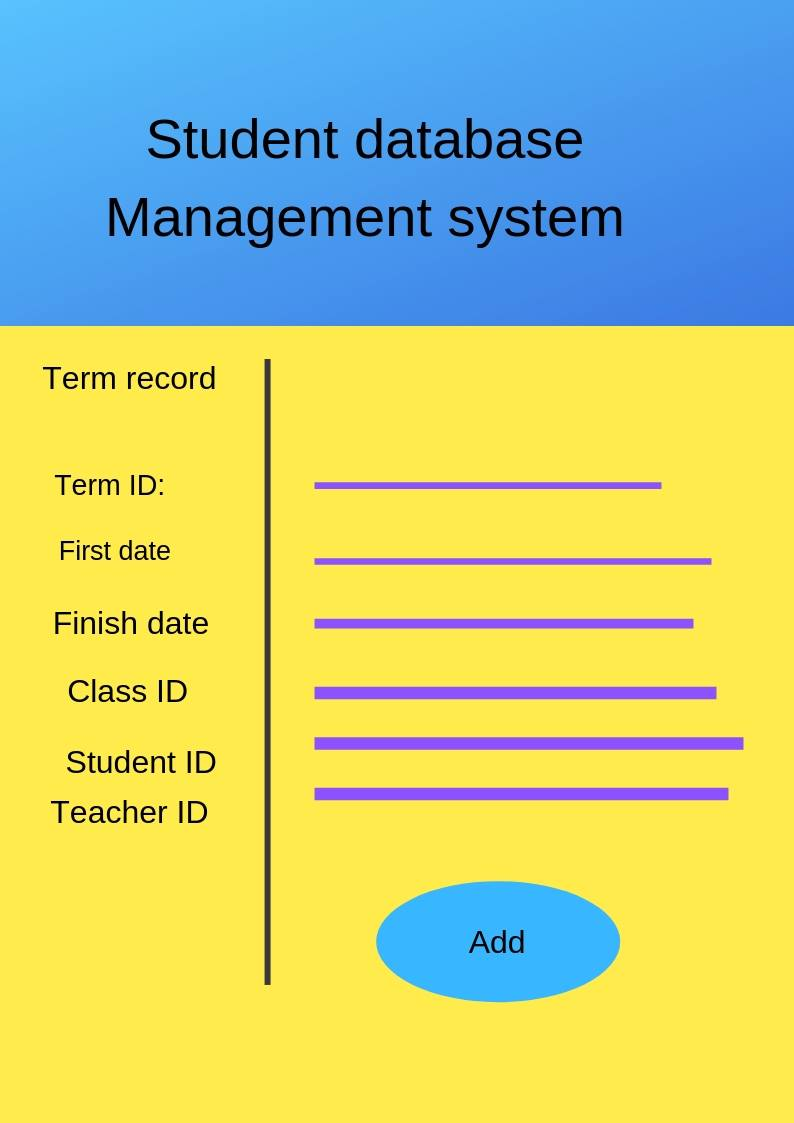 Student database
Management system
Term record
Term ID:
First date
Finish date
Class ID
Student ID
Teacher ID
Add